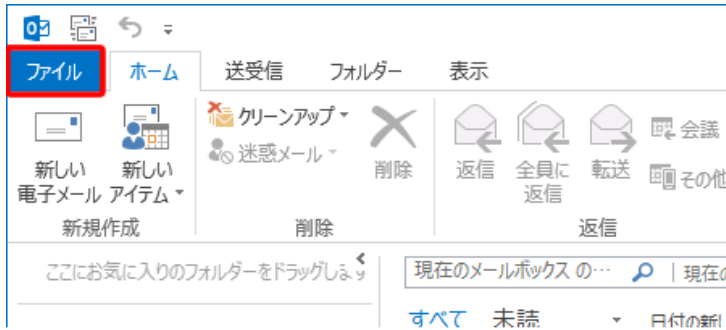 ファイル ホーム 送受信 フォルダー 表示
クリーンアップ
会議
迷惑メール
新しい 新しい 削除 返信 全員に 転送 その他
電子メール アイテム 返信
新規作成 削除 返信
ここにお気に入りのフォルダーをドラッグします 現在のメールボックス の… 現在の
すべて 未読 日付の新し